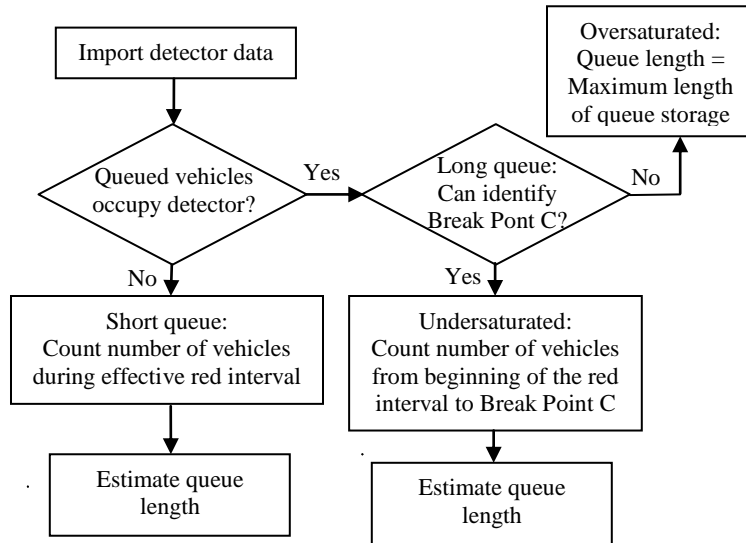 Import detector data
Oversaturated:
Queue length =
Maximum length
of queue storage
Queued vehicles
occupy detector?
Yes
Long queue:
Can identify
Break Pont C?
No
No
Yes
Short queue:
Count number of vehicles
during effective red interval
Undersaturated:
Count number of vehicles
from beginning of the red
interval to Break Point C
Estimate queue
length
Estimate queue
length